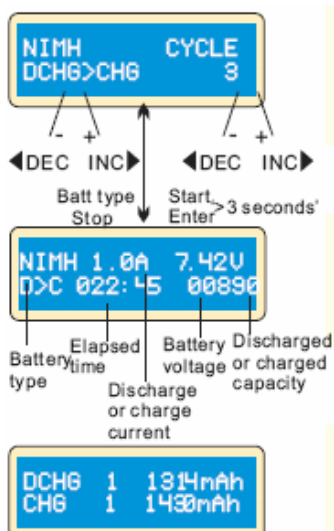 NIMH CYCLE
DCHG>CHG 3
- + - +
◀DEC INC▶ ◀DEC INC▶
Batt type Stop
Start Enter >3 seconds'
NIMH 1.0A 7.42V
D>C 022:45 00890
Battery type
Elapsed time
Discharge or charge current
Battery voltage
Discharged or charged capacity
DCHG 1 1314mAh
CHG 1 1430mAh